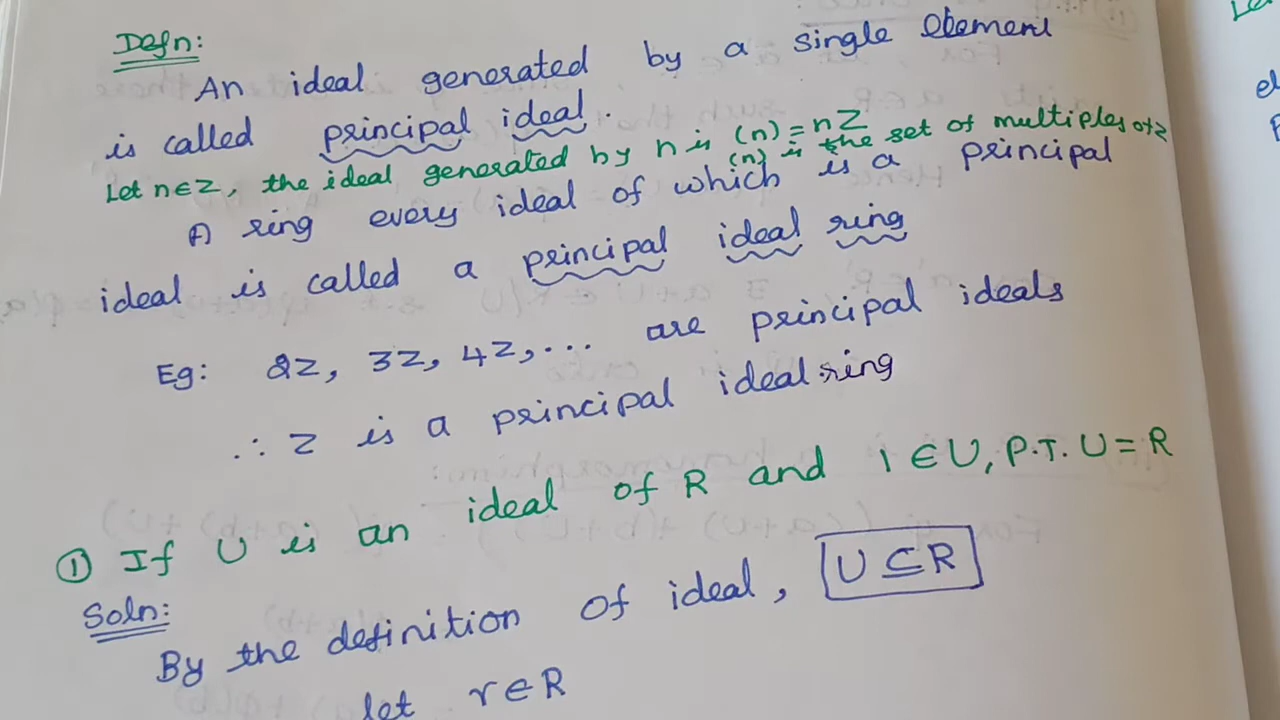 Defn:
An ideal generated by a single element
is called principal ideal.
Let n∈Z, the ideal generated by n is (n) = nZ
(n) is the set of multiples of z
A ring every ideal of which is a principal
ideal is called a principal ideal ring
Eg: 2Z, 3Z, 4Z, ... are principal ideals
∴ Z is a principal ideal ring
① If U is an ideal of R and 1 ∈ U, P.T. U = R
Soln:
By the definition of ideal, U ⊆ R
let r ∈ R